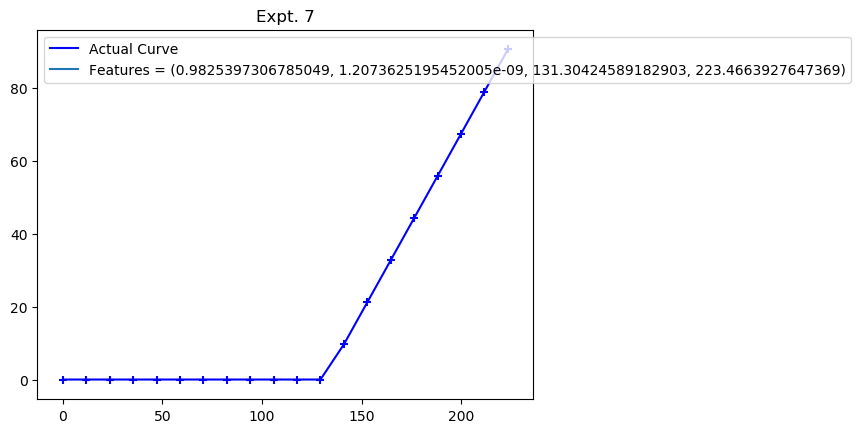 Expt. 7
Actual Curve
Features = (0.9825397306785049, 1.2073625195452005e-09, 131.30424589182903, 223.4663927647369)
80
60
40
20
0
0 50 100 150 200